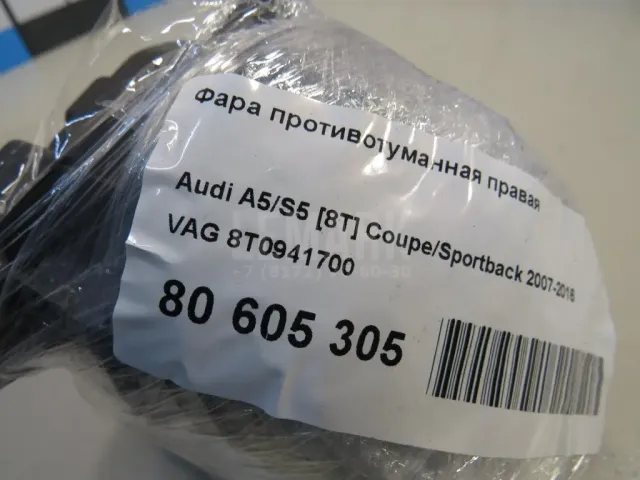 Фара противотуманная правая
Audi A5/S5 [8T] Coupe/Sportback 2007-2016
VAG 8T0941700
80 605 305